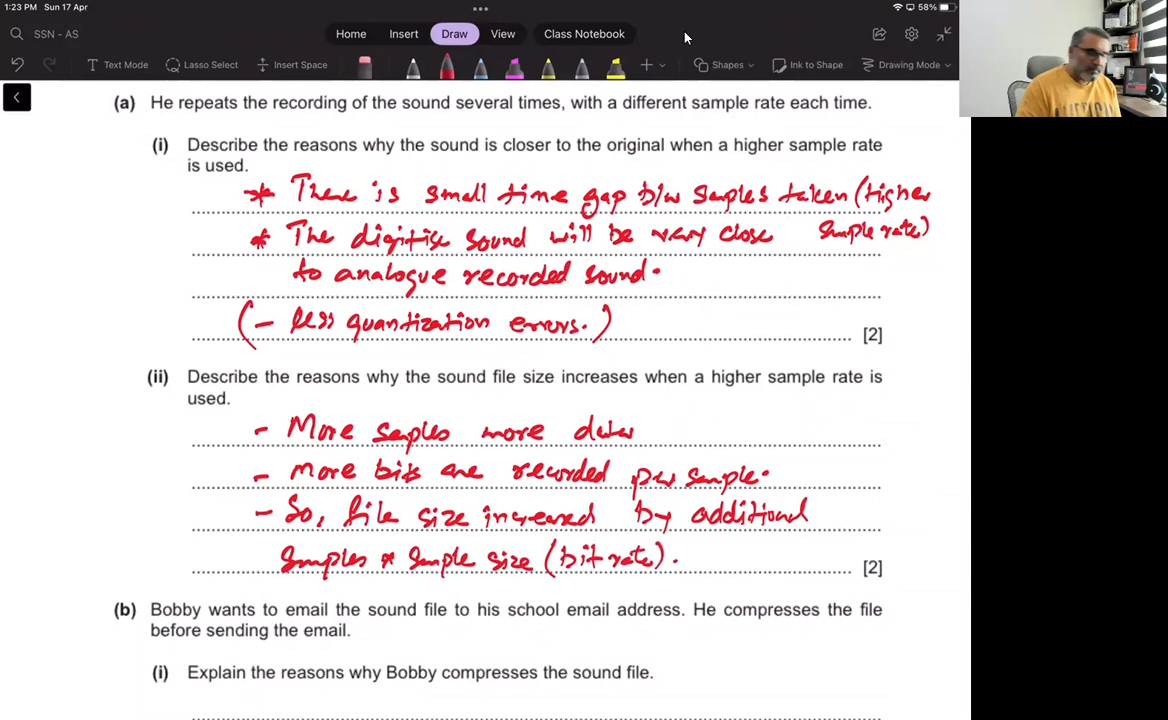 1:23 PM Sun 17 Apr
58%
SSN - AS
Home Insert Draw View Class Notebook
Text Mode Lasso Select Insert Space Shapes Ink to Shape Drawing Mode
(a) He repeats the recording of the sound several times, with a different sample rate each time.
(i) Describe the reasons why the sound is closer to the original when a higher sample rate
is used.
* There is small time gap b/w samples taken (higher
sample rate)
* The digitise sound will be very close
to analogue recorded sound.
(- less quantization errors.)
[2]
(ii) Describe the reasons why the sound file size increases when a higher sample rate is
used.
- More samples more data
- more bits are recorded per sample.
- So, file size increased by additional
samples * sample size (bit rate).
[2]
(b) Bobby wants to email the sound file to his school email address. He compresses the file
before sending the email.
(i) Explain the reasons why Bobby compresses the sound file.